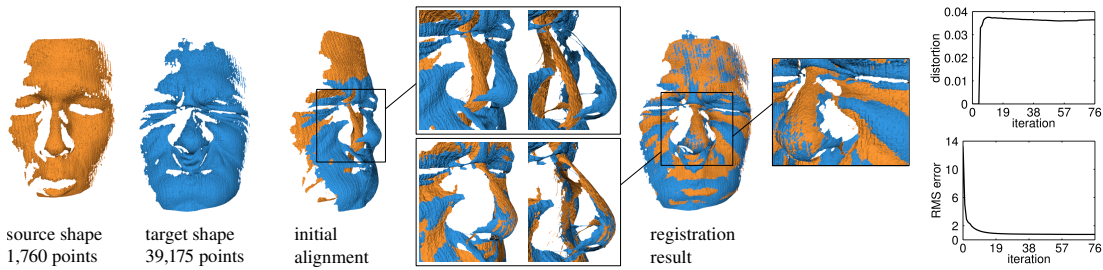 source shape
1,760 points
target shape
39,175 points
initial
alignment
registration
result
0.04
0.03
0.02
0.01
0
distortion
0 19 38 57 76
iteration
14
10
6
2
0
RMS error
0 19 38 57 76
iteration